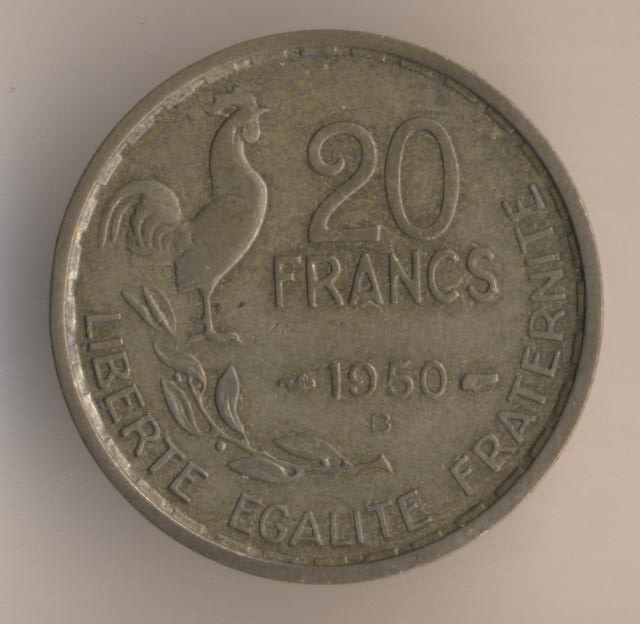 20
FRANCS
1950
B
LIBERTE EGALITE FRATERNITE